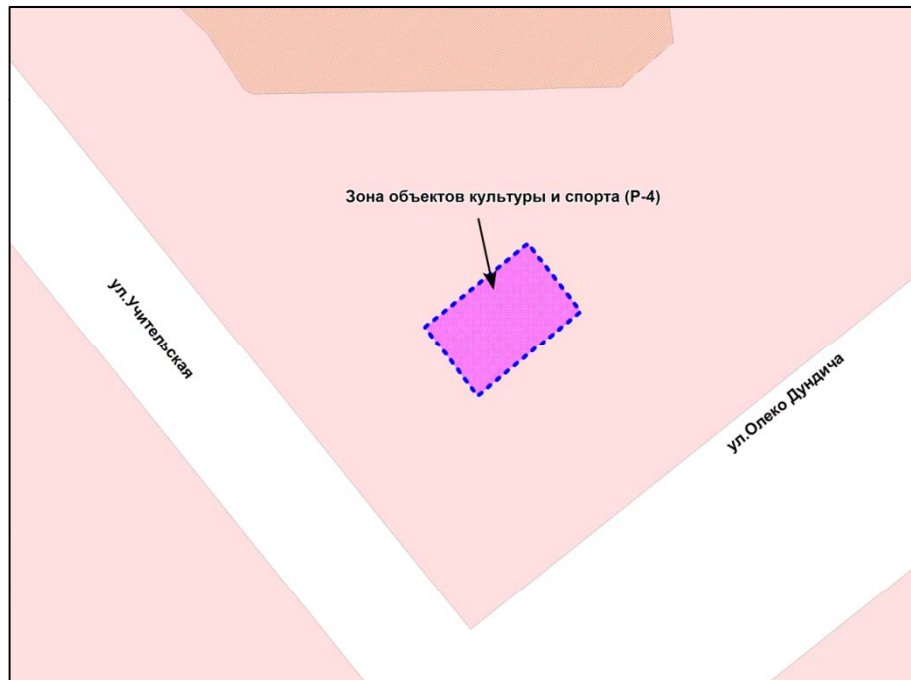 Зона объектов культуры и спорта (Р-4)
ул.Учительская
ул.Олеко Дундича